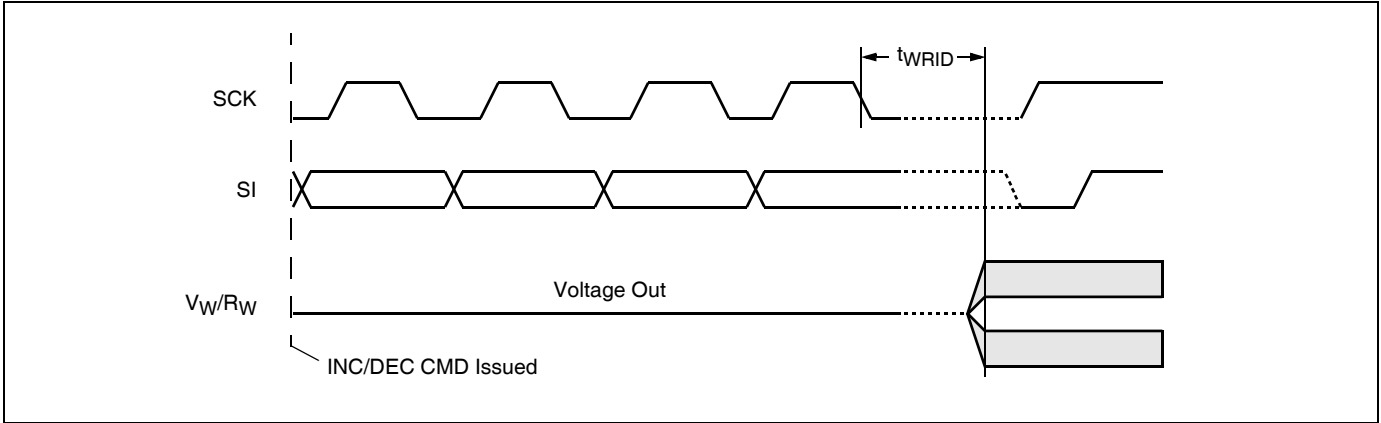 tWRID
SCK
SI
Voltage Out
VW/RW
INC/DEC CMD Issued